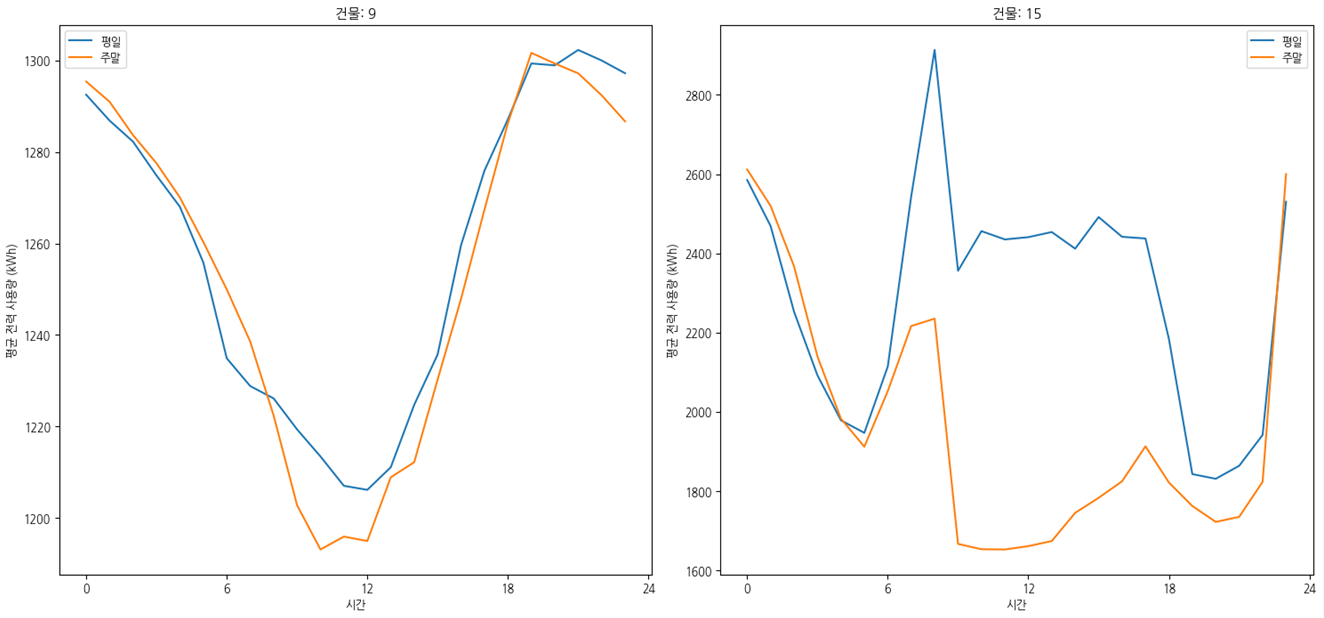 건물: 9
평일
주말
1300
1280
1260
1240
1220
1200
평균 전력 사용량 (kWh)
0 6 12 18 24
시간
건물: 15
평일
주말
2800
2600
2400
2200
2000
1800
1600
평균 전력 사용량 (kWh)
0 6 12 18 24
시간